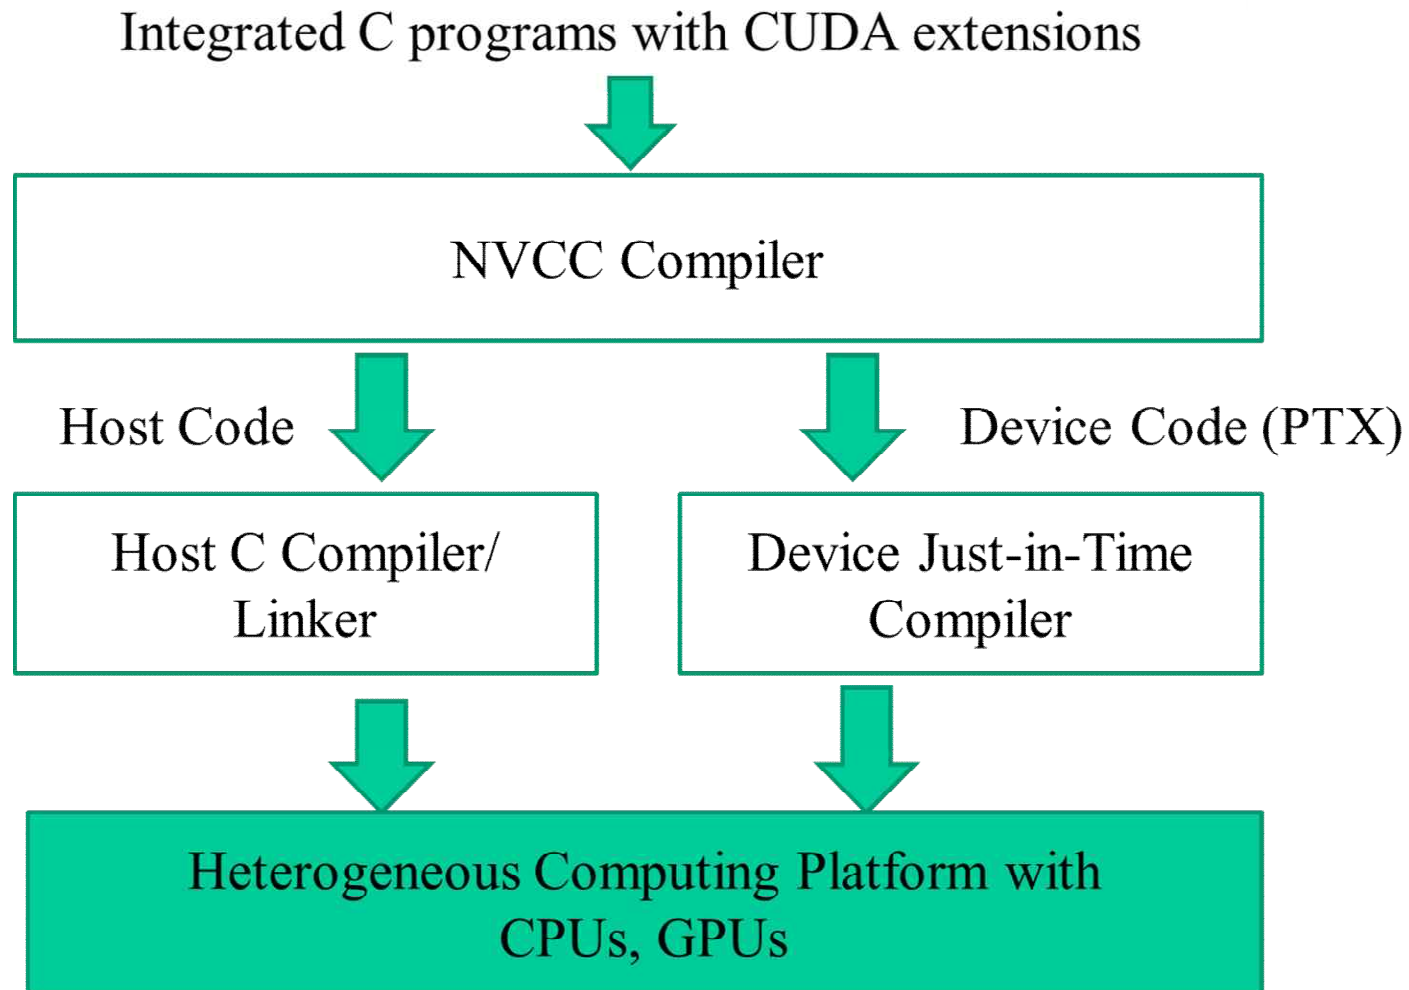 Integrated C programs with CUDA extensions
NVCC Compiler
Host Code
Device Code (PTX)
Host C Compiler/
Linker
Device Just-in-Time
Compiler
Heterogeneous Computing Platform with
CPUs, GPUs